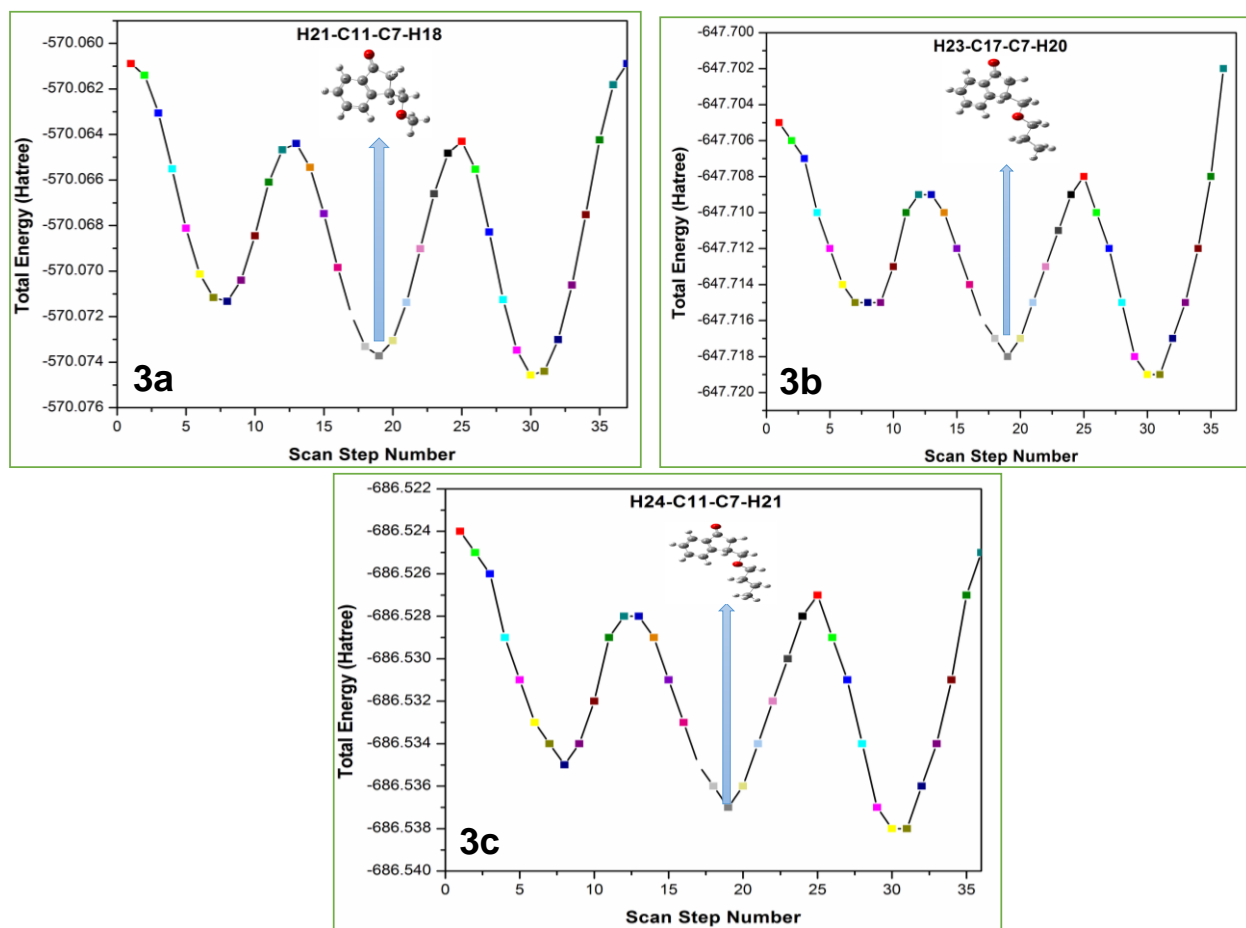 H21-C11-C7-H18
Total Energy (Hatree)
-570.060
-570.062
-570.064
-570.066
-570.068
-570.070
-570.072
-570.074
-570.076
3a
0 5 10 15 20 25 30 35
Scan Step Number
H23-C17-C7-H20
Total Energy (Hatree)
-647.700
-647.702
-647.704
-647.706
-647.708
-647.710
-647.712
-647.714
-647.716
-647.718
-647.720
3b
0 5 10 15 20 25 30 35
Scan Step Number
H24-C11-C7-H21
Total Energy (Hatree)
-686.522
-686.524
-686.526
-686.528
-686.530
-686.532
-686.534
-686.536
-686.538
-686.540
3c
0 5 10 15 20 25 30 35
Scan Step Number